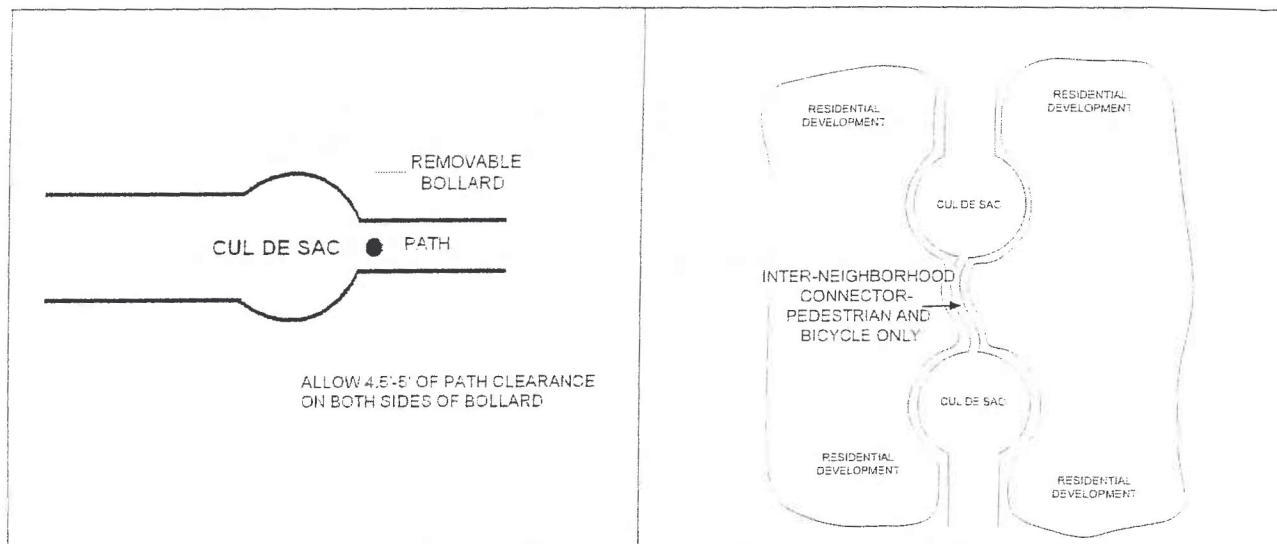 REMOVABLE
BOLLARD
CUL DE SAC
PATH
ALLOW 4.5'-5' OF PATH CLEARANCE
ON BOTH SIDES OF BOLLARD
RESIDENTIAL
DEVELOPMENT
RESIDENTIAL
DEVELOPMENT
CUL DE SAC
INTER-NEIGHBORHOOD
CONNECTOR-
PEDESTRIAN AND
BICYCLE ONLY
CUL DE SAC
RESIDENTIAL
DEVELOPMENT
RESIDENTIAL
DEVELOPMENT